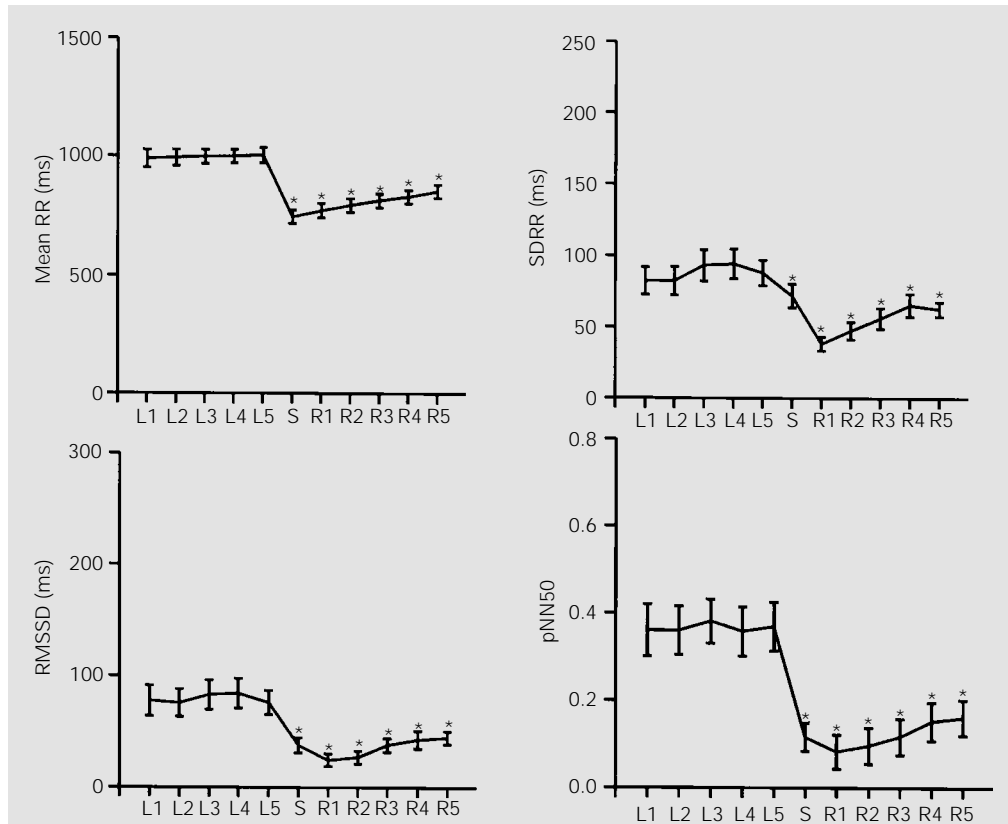 Mean RR (ms)
1500
1000
500
0
* * * * * *
L1 L2 L3 L4 L5 S R1 R2 R3 R4 R5
SDRR (ms)
250
200
150
100
50
0
* * * * * *
L1 L2 L3 L4 L5 S R1 R2 R3 R4 R5
RMSSD (ms)
300
200
100
0
* * * * * *
L1 L2 L3 L4 L5 S R1 R2 R3 R4 R5
pNN50
0.8
0.6
0.4
0.2
0.0
* * * * * *
L1 L2 L3 L4 L5 S R1 R2 R3 R4 R5